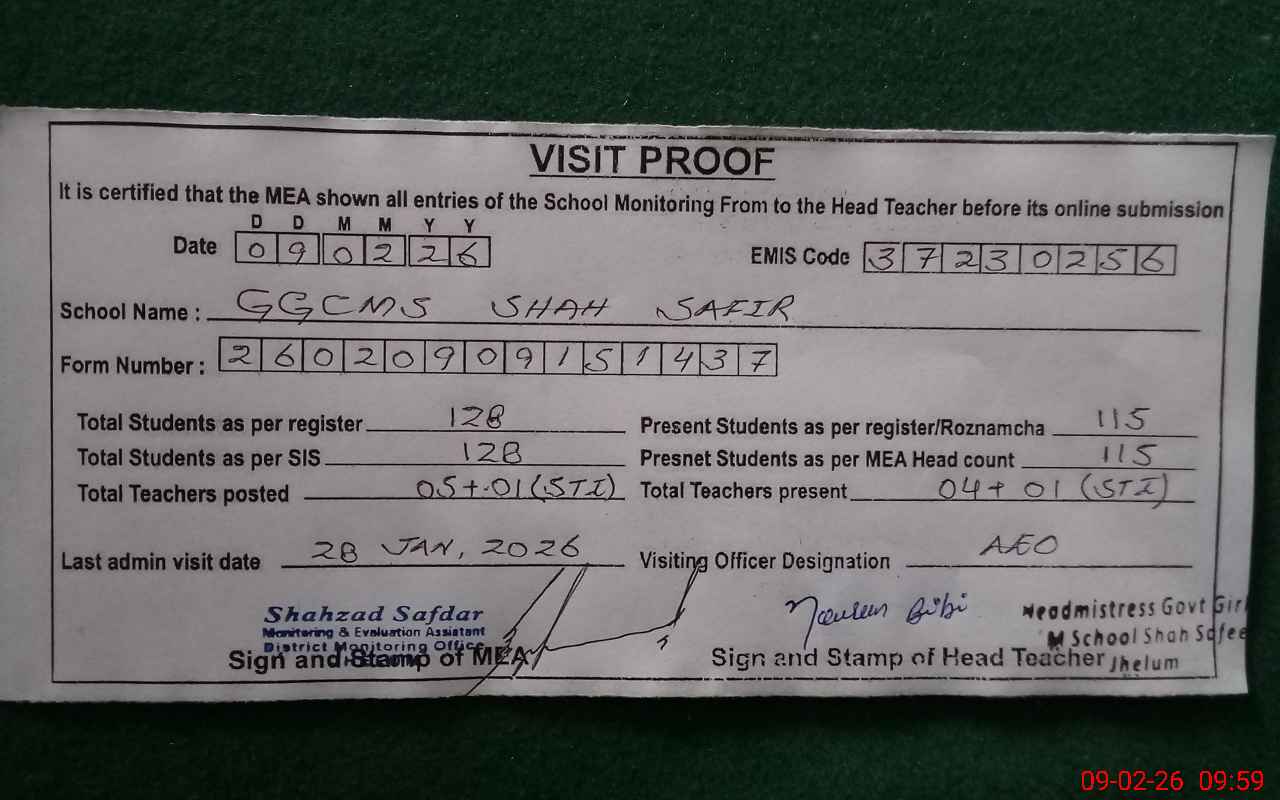 VISIT PROOF
It is certified that the MEA shown all entries of the School Monitoring From to the Head Teacher before its online submission
D D M M Y Y
Date 0 9 0 2 2 6 EMIS Code 3 7 2 3 0 2 5 6
School Name : GGCMS SHAH SAFIR
Form Number : 2 6 0 2 0 9 0 9 1 5 1 4 3 7
Total Students as per register 128 Present Students as per register/Roznamcha 115
Total Students as per SIS 128 Presnet Students as per MEA Head count 115
Total Teachers posted 05+01(STI) Total Teachers present 04+ 01 (STI)
Last admin visit date 28 JAN, 2026 Visiting Officer Designation AEO
Shahzad Safdar
Monitoring & Evaluation Assistant
District Monitoring Office
Sign and Stamp of MEA
Nousen Bibi
Headmistress Govt Girl
M School Shah Safee
Jhelum
Sign and Stamp of Head Teacher
09-02-26 09:59